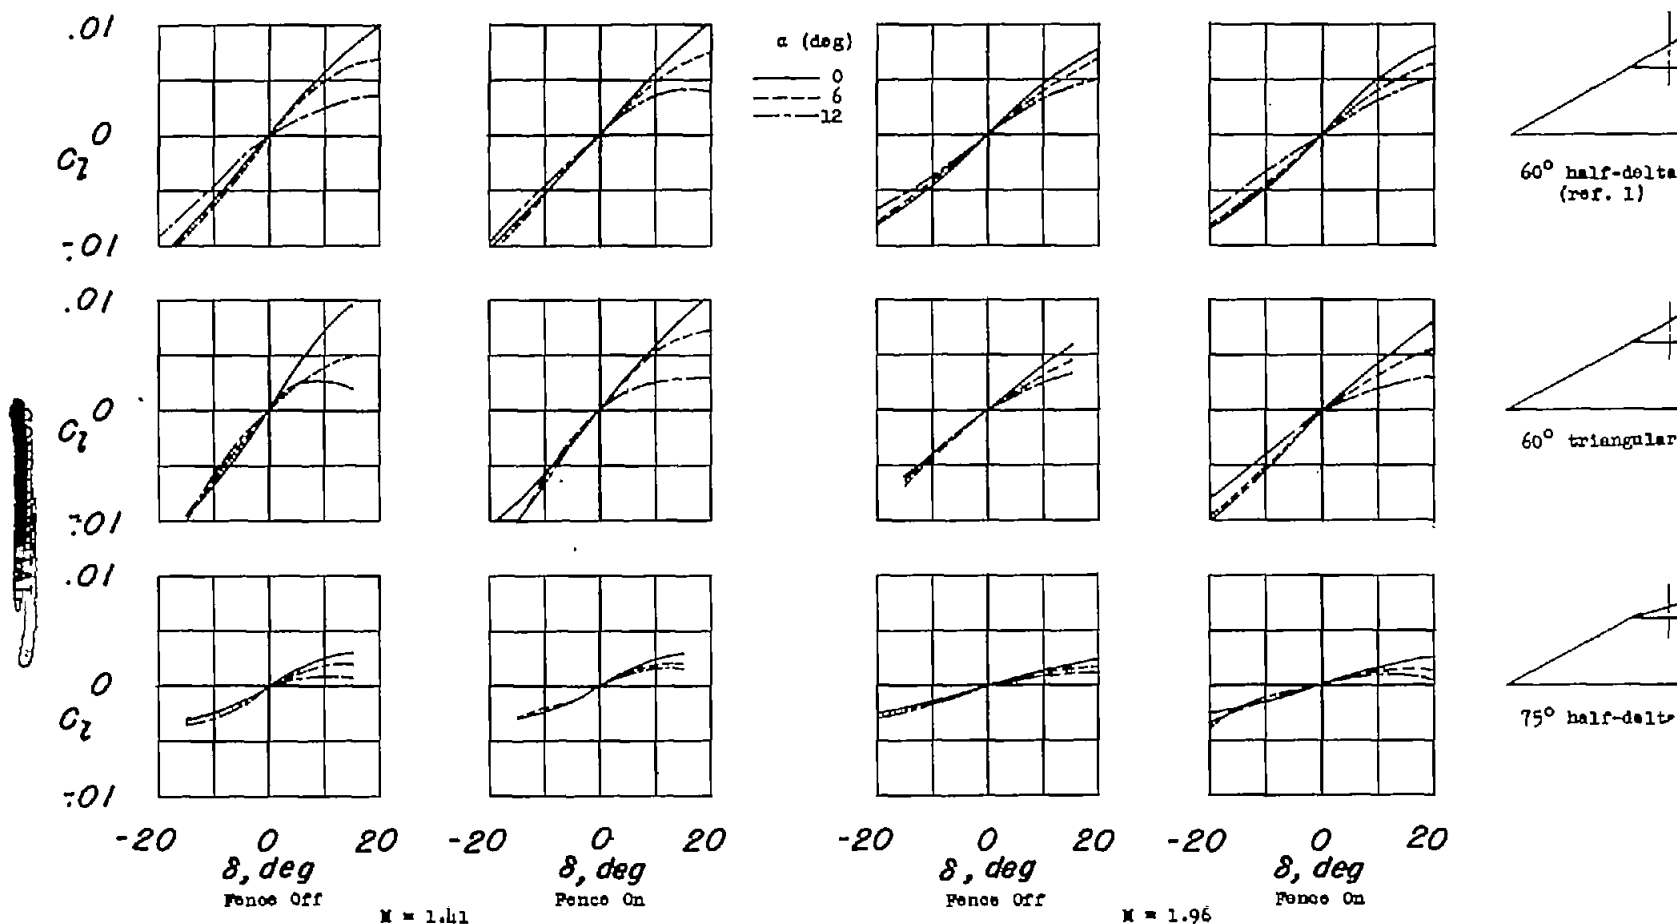 .01
0
C_l
-.01
α (deg)
0
6
12
60° half-delta
(ref. 1)
.01
0
C_l
-.01
60° triangular
.01
0
C_l
-.01
75° half-delta
-20 0 20 -20 0 20 -20 0 20 -20 0 20
δ, deg δ, deg δ, deg δ, deg
Fence Off Fence On Fence Off Fence On
M = 1.41 M = 1.96